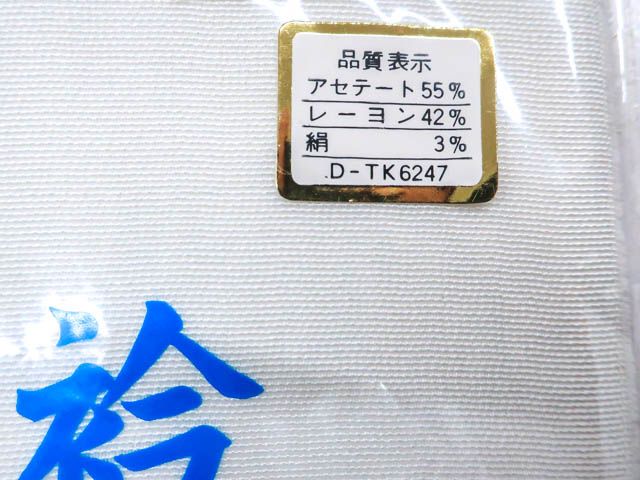 品質表示
アセテート55%
レーヨン42%
絹 3%
D-TK6247
衿